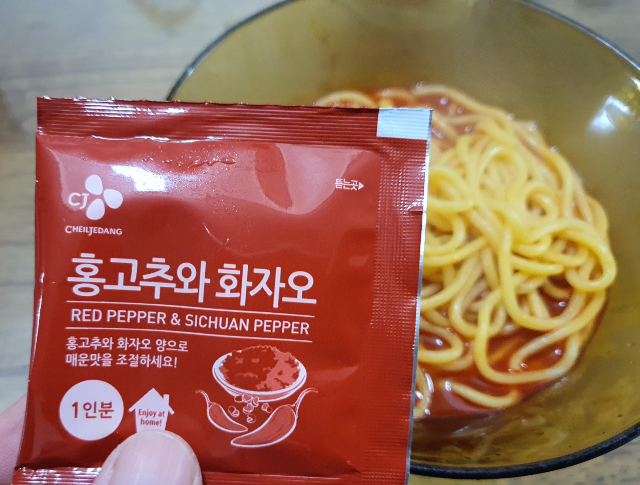 뜯는곳▶
CJ
CHEILJEDANG
홍고추와 화자오
RED PEPPER & SICHUAN PEPPER
홍고추와 화자오 양으로
매운맛을 조절하세요!
1인분
Enjoy at
home!